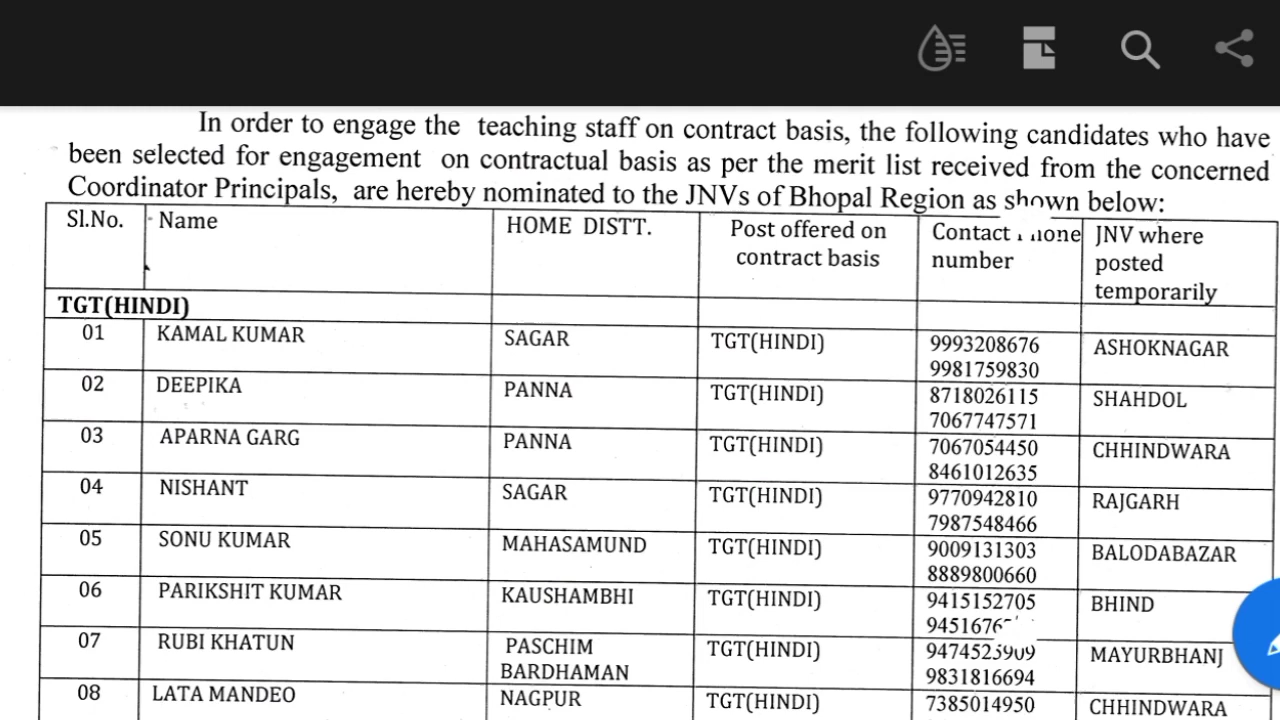 In order to engage the teaching staff on contract basis, the following candidates who have
been selected for engagement on contractual basis as per the merit list received from the concerned
Coordinator Principals, are hereby nominated to the JNVs of Bhopal Region as shown below:
Sl.No. Name HOME DISTT. Post offered on contract basis Contact number JNV where posted temporarily
TGT(HINDI)
01 KAMAL KUMAR SAGAR TGT(HINDI) 9993208676 ASHOKNAGAR
9981759830
02 DEEPIKA PANNA TGT(HINDI) 8718026115 SHAHDOL
7067747571
03 APARNA GARG PANNA TGT(HINDI) 7067054450 CHHINDWARA
8461012635
04 NISHANT SAGAR TGT(HINDI) 9770942810 RAJGARH
7987548466
05 SONU KUMAR MAHASAMUND TGT(HINDI) 9009131303 BALODABAZAR
8889800660
06 PARIKSHIT KUMAR KAUSHAMBHI TGT(HINDI) 9415152705 BHIND
07 RUBI KHATUN PASCHIM BARDHAMAN TGT(HINDI) MAYURBHANJ
9831816694
08 LATA MANDEO NAGPUR TGT(HINDI) 7385014950 CHHINDWARA